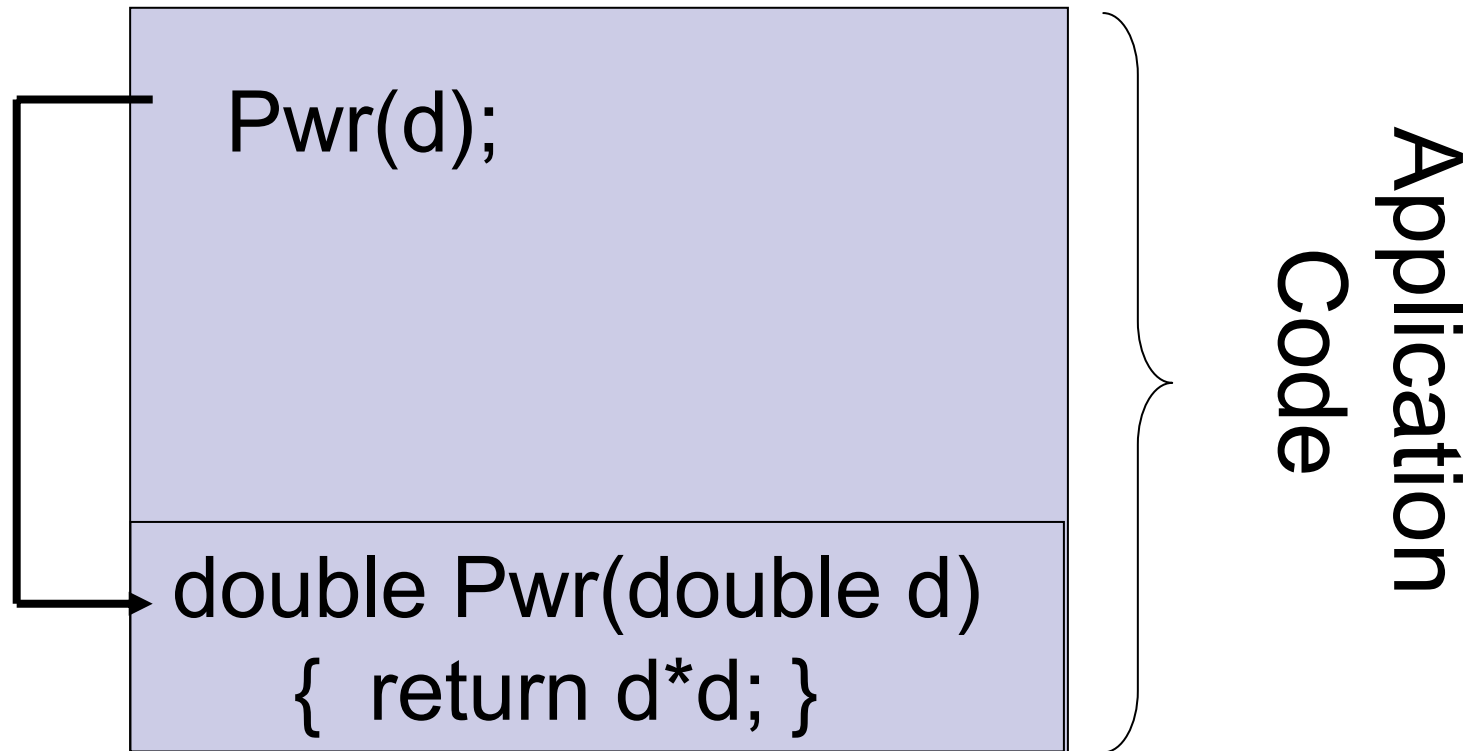 Pwr(d);
double Pwr(double d)
{ return d*d; }
Application
Code